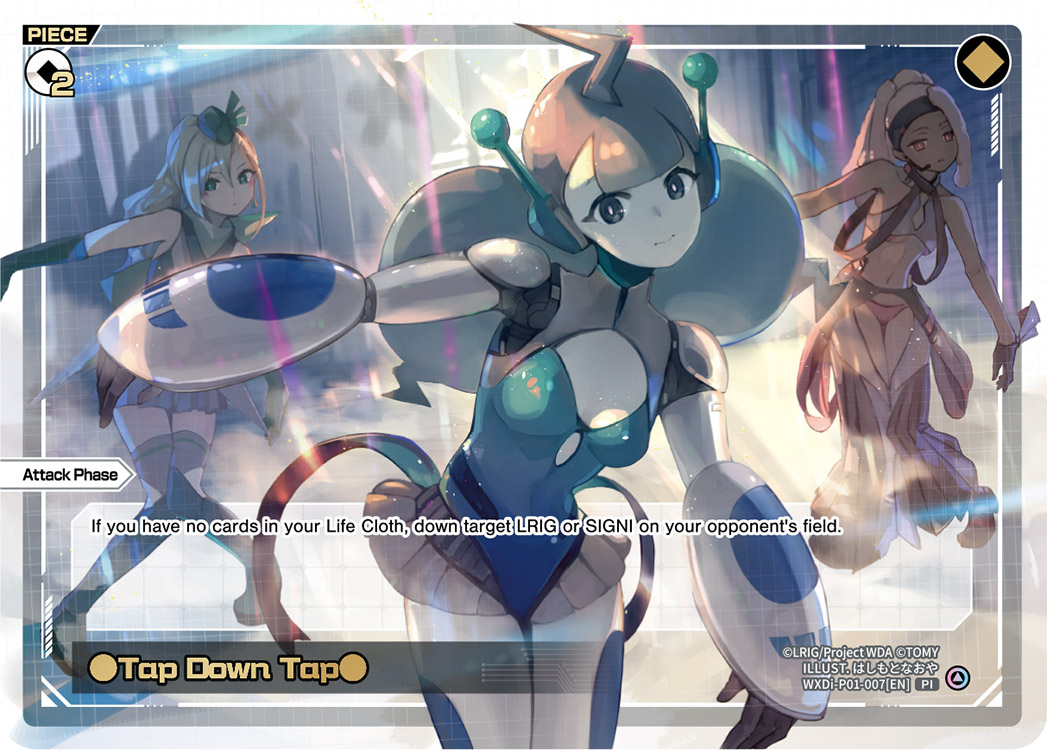 PIECE
2
Attack Phase
If you have no cards in your Life Cloth, down target LRIG or SIGNI on your opponent's field.
●Tap Down Tap●
©LRIG/Project WDA ©TOMY
ILLUST. はしもとなおや
WXDi-P01-007[EN] PI